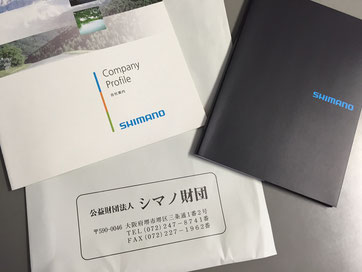 Company
Profile
会社案内
SHIMANO
SHIMANO
公益財団法人 シマノ財団
〒590-0046 大阪府堺市堺区三条通1番2号
TEL(072)247-8741番
FAX(072)227-1962番